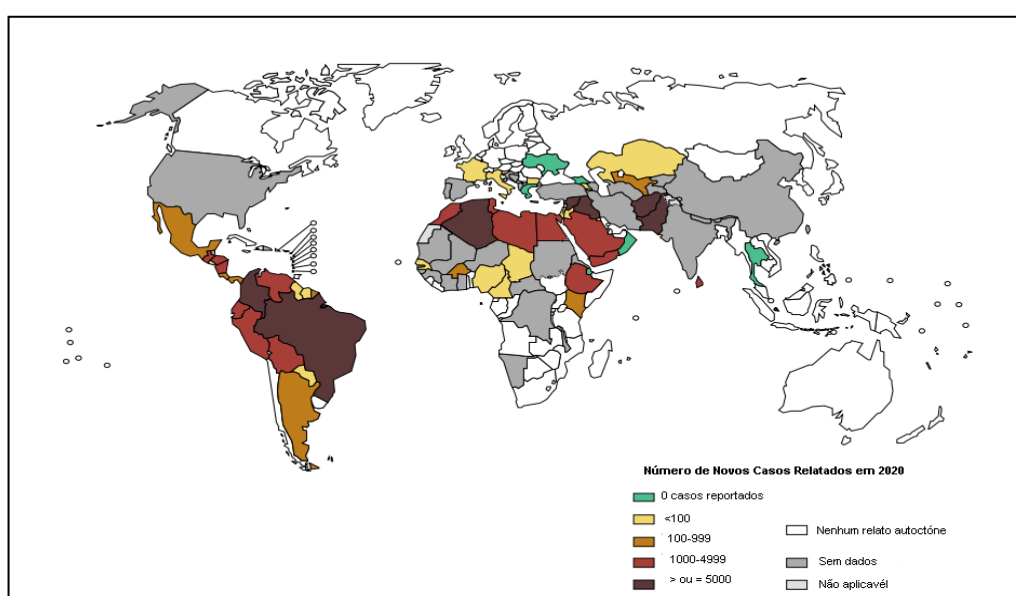 Número de Novos Casos Relatados em 2020
0 casos reportados
<100
100-999
1000-4999
> ou = 5000
Nenhum relato autoctóne
Sem dados
Não aplicavél